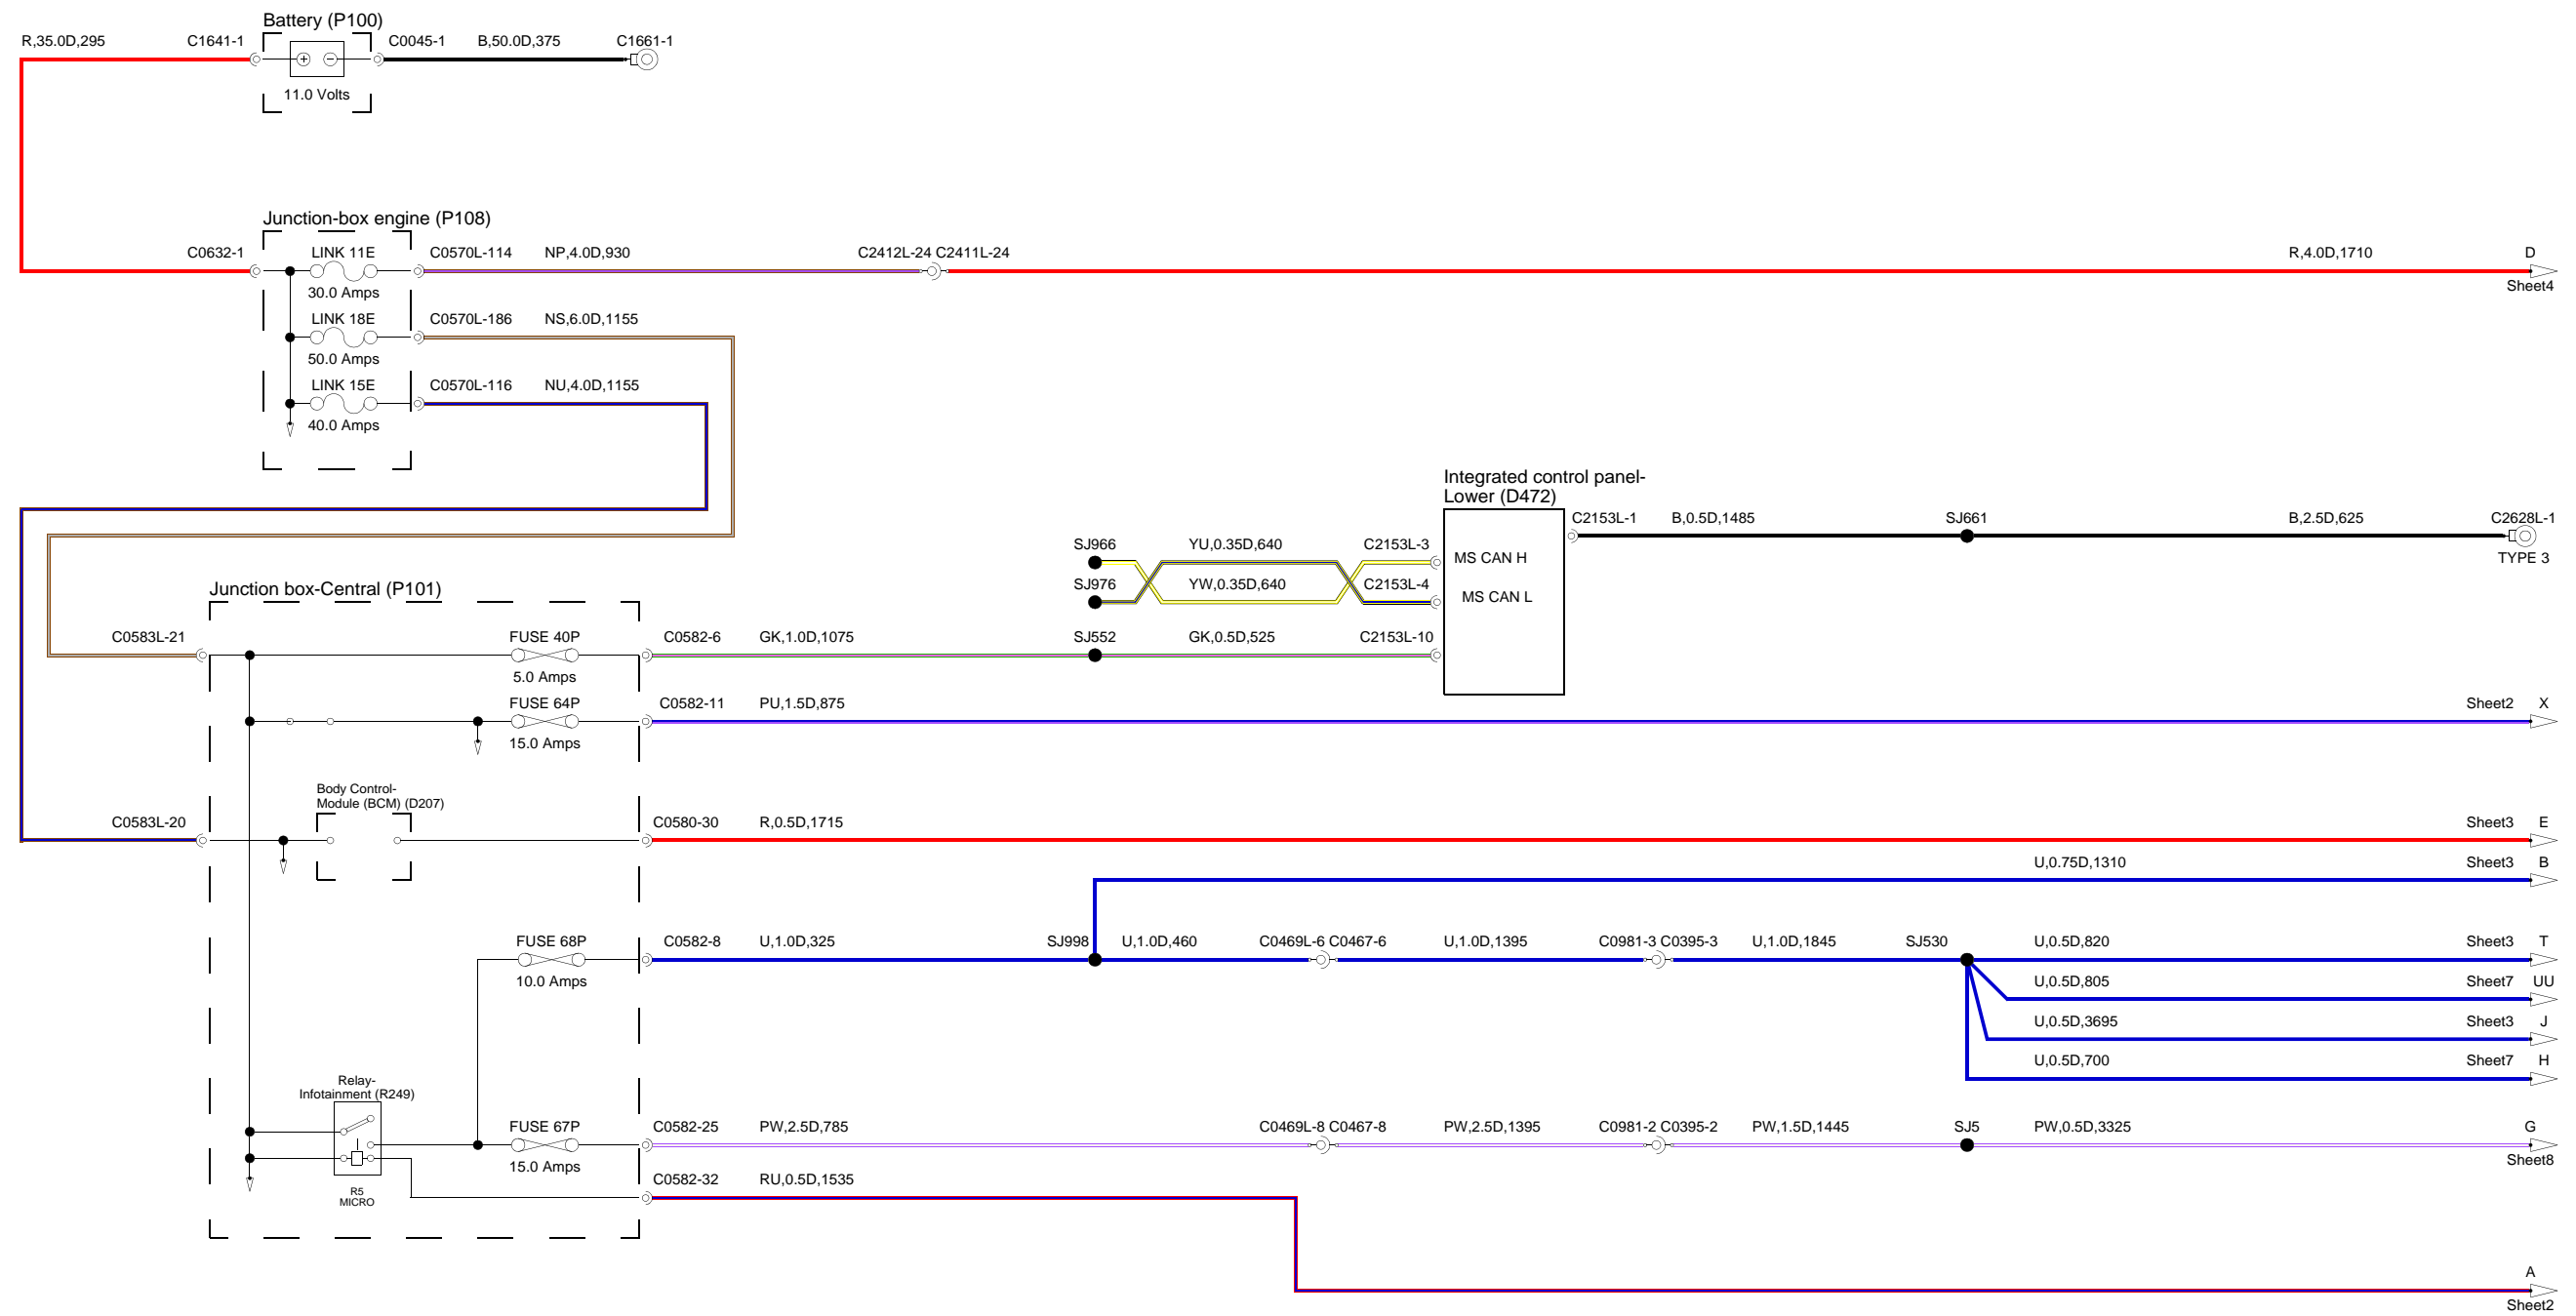 Battery (P100)
R,35.0D,295
C1641-1
C0045-1
B,50.0D,375
C1661-1
11.0 Volts
Junction-box engine (P108)
C0632-1
LINK 11E
C0570L-114
NP,4.0D,930
C2412L-24 C2411L-24
R,4.0D,1710
D
30.0 Amps
Sheet4
LINK 18E
C0570L-186
NS,6.0D,1155
50.0 Amps
LINK 15E
C0570L-116
NU,4.0D,1155
40.0 Amps
Integrated control panel-
Lower (D472)
C2153L-1
B,0.5D,1485
SJ661
B,2.5D,625
C2628L-1
TYPE 3
SJ966
YU,0.35D,640
C2153L-3
MS CAN H
SJ976
YW,0.35D,640
C2153L-4
MS CAN L
Junction box-Central (P101)
C0583L-21
FUSE 40P
C0582-6
GK,1.0D,1075
SJ552
GK,0.5D,525
C2153L-10
5.0 Amps
FUSE 64P
C0582-11
PU,1.5D,875
Sheet2
X
15.0 Amps
Body Control-
Module (BCM) (D207)
C0583L-20
C0580-30
R,0.5D,1715
Sheet3
E
U,0.75D,1310
Sheet3
B
FUSE 68P
C0582-8
U,1.0D,325
SJ998
U,1.0D,460
C0469L-6 C0467-6
U,1.0D,1395
C0981-3 C0395-3
U,1.0D,1845
SJ530
U,0.5D,820
Sheet3
T
10.0 Amps
U,0.5D,805
Sheet7
UU
U,0.5D,3695
Sheet3
J
U,0.5D,700
Sheet7
H
Relay-
Infotainment (R249)
FUSE 67P
C0582-25
PW,2.5D,785
C0469L-8 C0467-8
PW,2.5D,1395
C0981-2 C0395-2
PW,1.5D,1445
SJ5
PW,0.5D,3325
G
15.0 Amps
Sheet8
R5
MICRO
C0582-32
RU,0.5D,1535
A
Sheet2